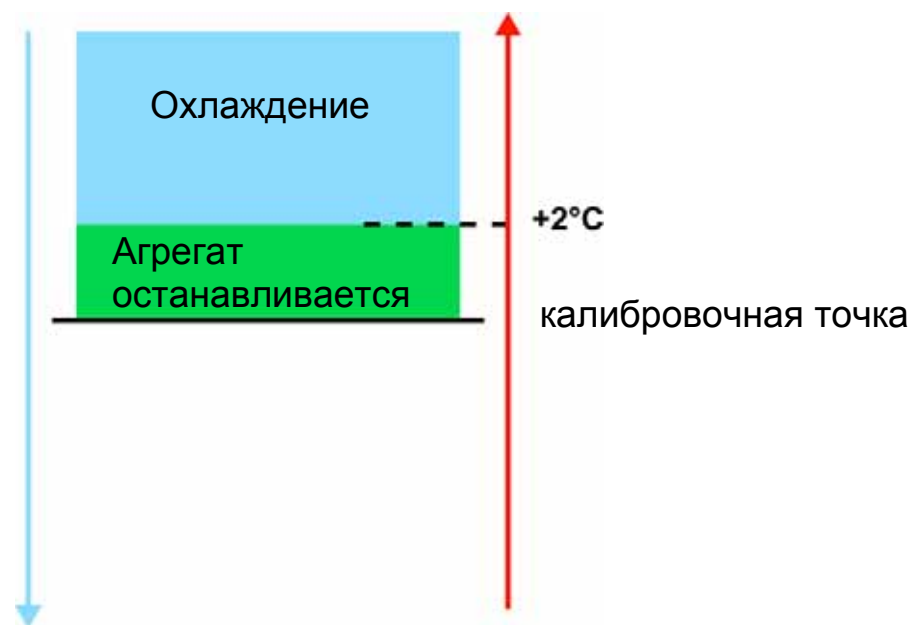 Охлаждение
+2°C
Агрегат
останавливается
калибровочная точка